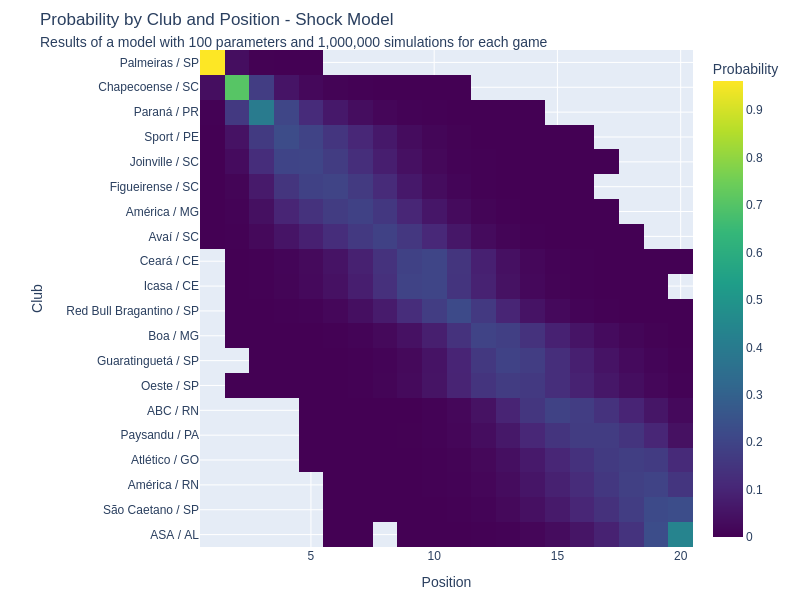 Probability by Club and Position - Shock Model
Results of a model with 100 parameters and 1,000,000 simulations for each game
Probability
Palmeiras / SP
Chapecoense / SC
Paraná / PR
Sport / PE
Joinville / SC
Figueirense / SC
América / MG
Avaí / SC
Ceará / CE
Icasa / CE
Red Bull Bragantino / SP
Boa / MG
Guaratinguetá / SP
Oeste / SP
ABC / RN
Paysandu / PA
Atlético / GO
América / RN
São Caetano / SP
ASA / AL
Club
5
10
15
20
Position
0.9
0.8
0.7
0.6
0.5
0.4
0.3
0.2
0.1
0